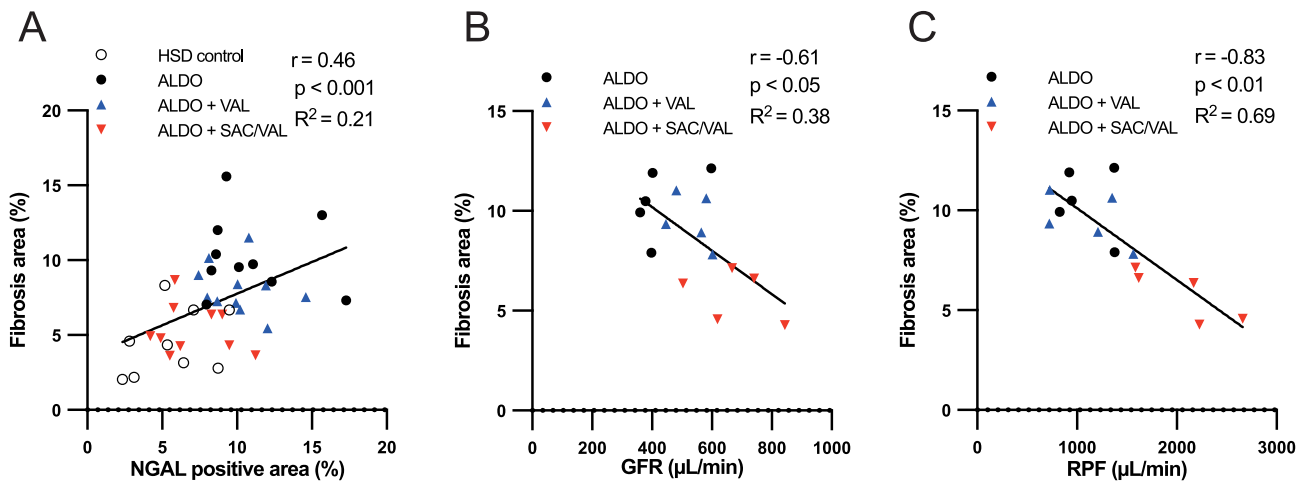 A
HSD control
ALDO
ALDO + VAL
ALDO + SAC/VAL
r = 0.46
p < 0.001
R² = 0.21
Fibrosis area (%)
20
15
10
5
0
0 5 10 15 20
NGAL positive area (%)
B
ALDO
ALDO + VAL
ALDO + SAC/VAL
r = -0.61
p < 0.05
R² = 0.38
Fibrosis area (%)
15
10
5
0
0 200 400 600 800 1000
GFR (µL/min)
C
ALDO
ALDO + VAL
ALDO + SAC/VAL
r = -0.83
p < 0.01
R² = 0.69
Fibrosis area (%)
15
10
5
0
0 1000 2000 3000
RPF (µL/min)